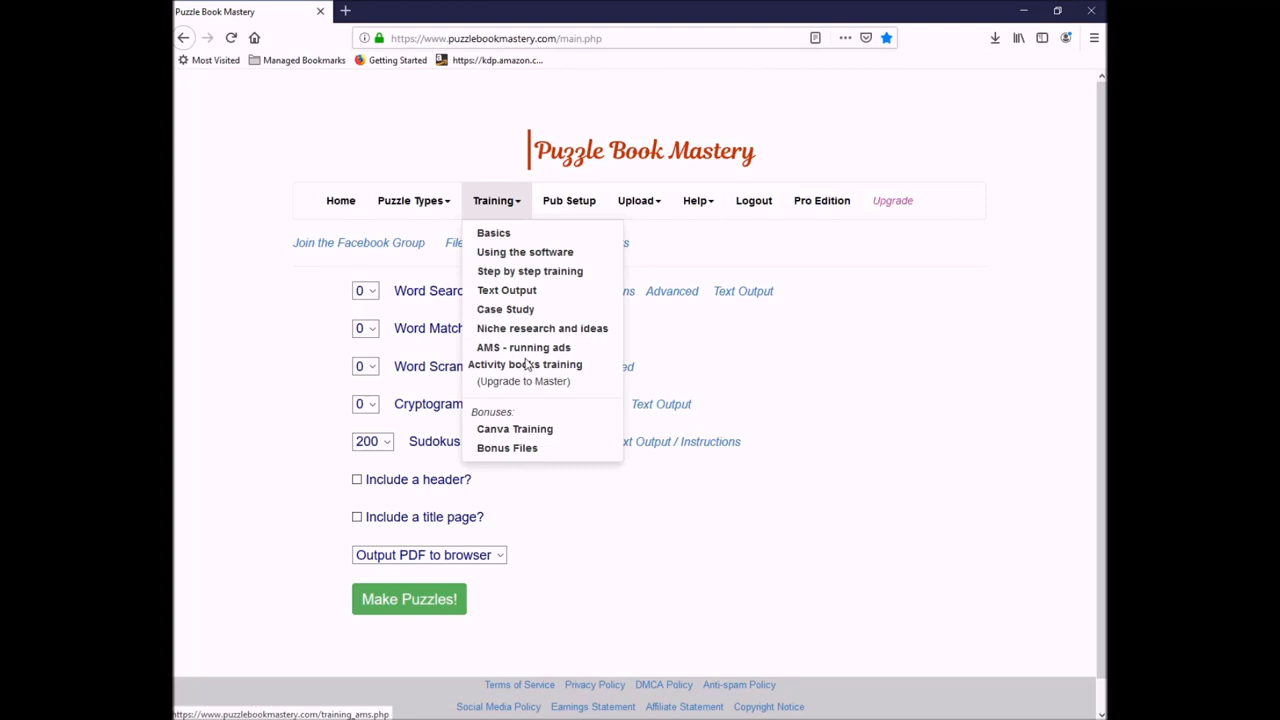 Puzzle Book Mastery
https://www.puzzlebookmastery.com/main.php
Most Visited Managed Bookmarks Getting Started https://kdp.amazon.c...
Puzzle Book Mastery
Home Puzzle Types Training Pub Setup Upload Help Logout Pro Edition Upgrade
Join the Facebook Group File s
Basics
Using the software
Step by step training
Text Output
Case Study
Niche research and ideas
AMS - running ads
Activity books training
(Upgrade to Master)
Bonuses:
Canva Training
Bonus Files
0 Word Searc ns Advanced Text Output
0 Word Match
0 Word Scran ed
0 Cryptogram Text Output
200 Sudokus xt Output / Instructions
Include a header?
Include a title page?
Output PDF to browser
Make Puzzles!
Terms of Service Privacy Policy DMCA Policy Anti-spam Policy
Social Media Policy Earnings Statement Affiliate Statement Copyright Notice
https://www.puzzlebookmastery.com/training_ams.php